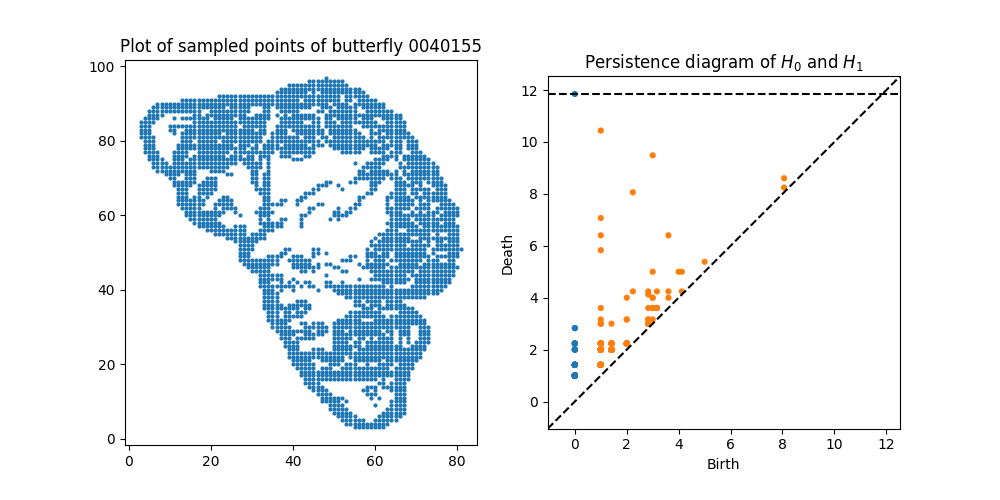 Plot of sampled points of butterfly 0040155
100
80
60
40
20
0
0 20 40 60 80
Persistence diagram of H₀ and H₁
12
10
8
6
4
2
0
Death
0 2 4 6 8 10 12
Birth